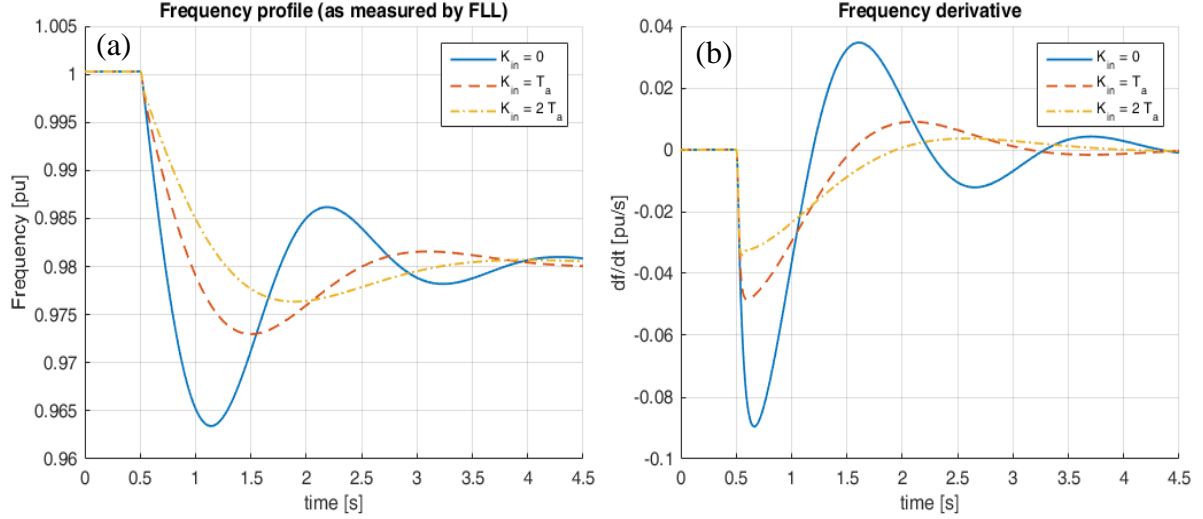 Frequency profile (as measured by FLL)
(a)
K_in = 0
K_in = T_a
K_in = 2 T_a
1.005
1
0.995
0.99
0.985
0.98
0.975
0.97
0.965
0.96
Frequency [pu]
0 0.5 1 1.5 2 2.5 3 3.5 4 4.5
time [s]
Frequency derivative
(b)
K_in = 0
K_in = T_a
K_in = 2 T_a
0.04
0.02
0
-0.02
-0.04
-0.06
-0.08
-0.1
df/dt [pu/s]
0 0.5 1 1.5 2 2.5 3 3.5 4 4.5
time [s]